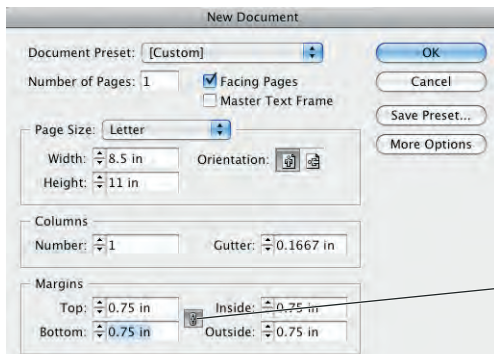 New Document
Document Preset: [Custom]
OK
Number of Pages: 1
Facing Pages
Cancel
Master Text Frame
Save Preset...
Page Size: Letter
More Options
Width: 8.5 in
Orientation:
Height: 11 in
Columns
Number: 1
Gutter: 0.1667 in
Margins
Top: 0.75 in
Inside: 0.75 in
Bottom: 0.75 in
Outside: 0.75 in